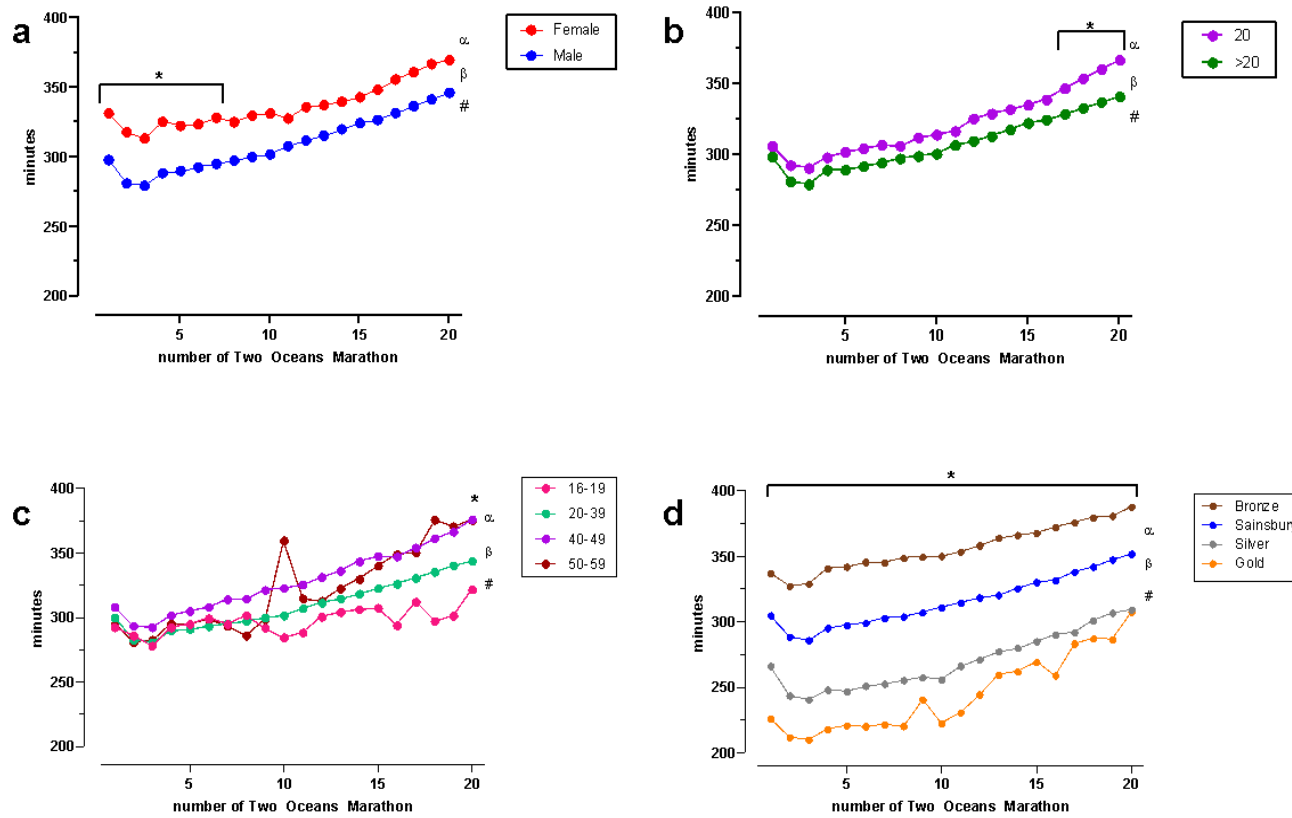 a
400
350
300
250
200
minutes
*
α
β
#
Female
Male
5
10
15
20
number of Two Oceans Marathon
b
400
350
300
250
200
minutes
*
α
β
#
20
>20
5
10
15
20
number of Two Oceans Marathon
c
400
350
300
250
200
minutes
*
α
β
#
16-19
20-39
40-49
50-59
5
10
15
20
number of Two Oceans Marathon
d
400
350
300
250
200
minutes
*
α
β
#
Bronze
Sainsbury
Silver
Gold
5
10
15
20
number of Two Oceans Marathon